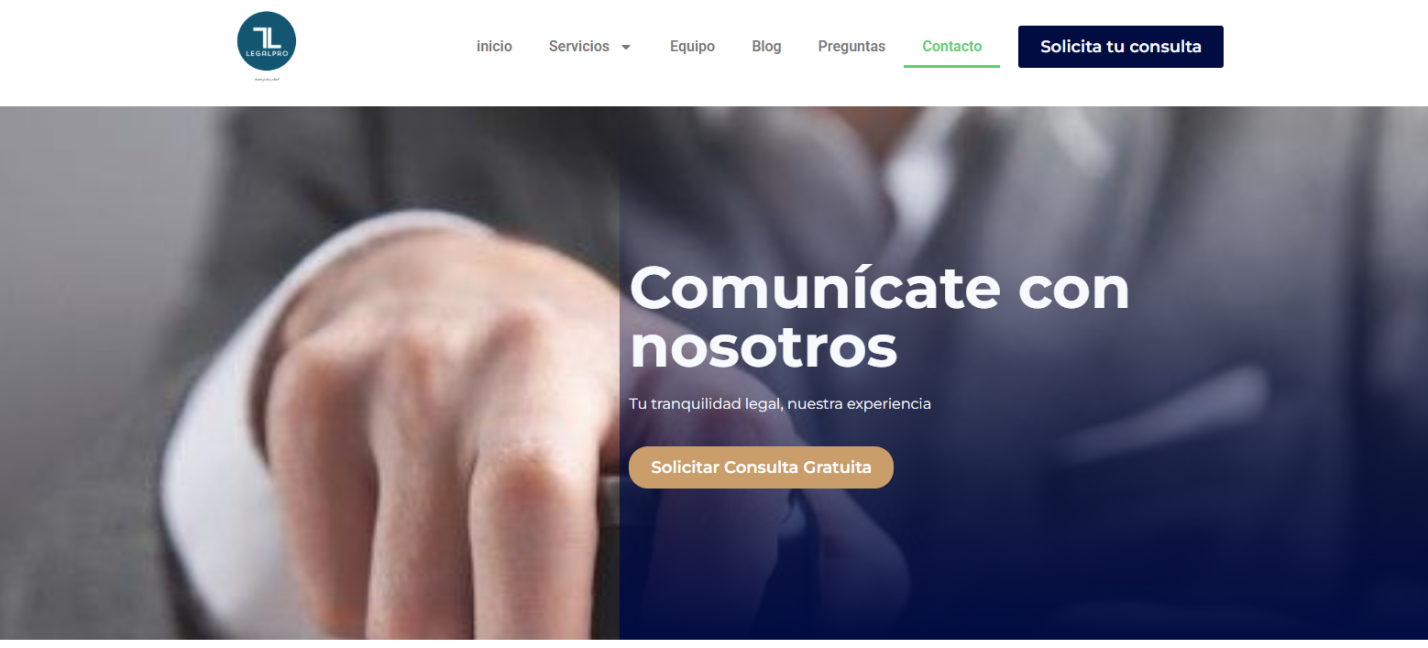 LEGALPRO
inicio
Servicios
Equipo
Blog
Preguntas
Contacto
Solicita tu consulta
Comunícate con
nosotros
Tu tranquilidad legal, nuestra experiencia
Solicitar Consulta Gratuita